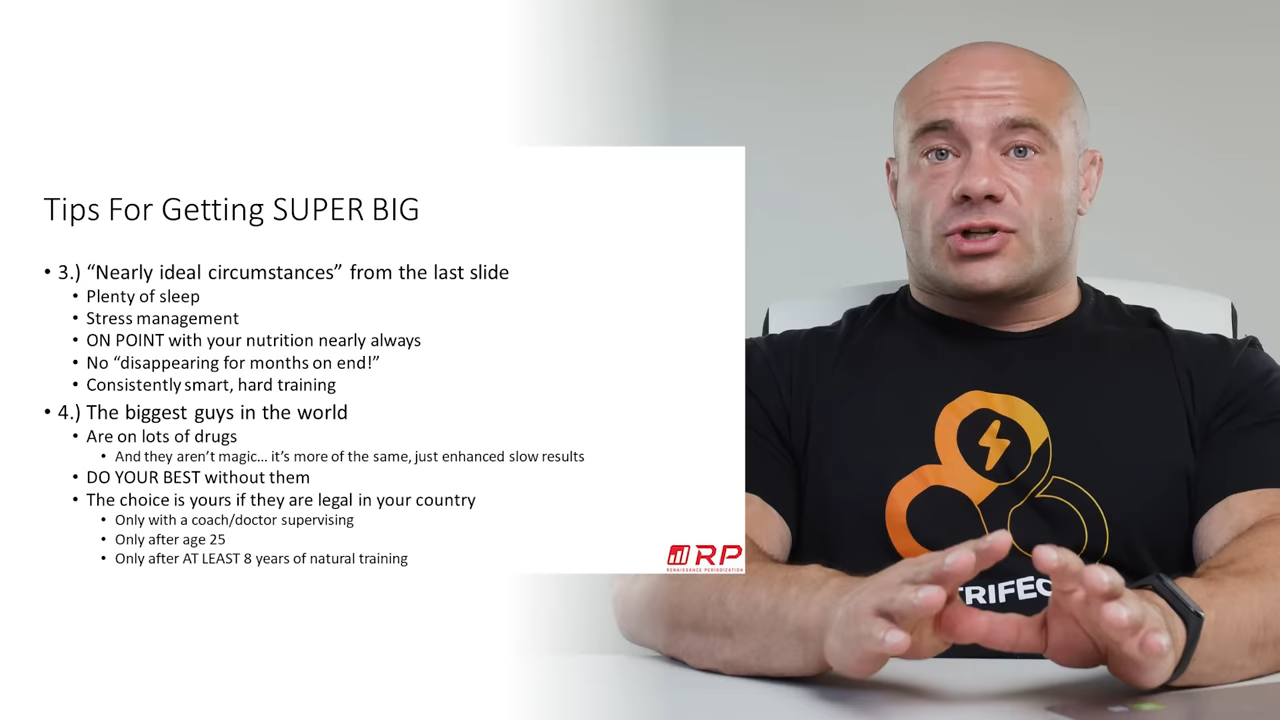 Tips For Getting SUPER BIG
• 3.) “Nearly ideal circumstances” from the last slide
• Plenty of sleep
• Stress management
• ON POINT with your nutrition nearly always
• No “disappearing for months on end!”
• Consistently smart, hard training
• 4.) The biggest guys in the world
• Are on lots of drugs
• And they aren’t magic… it’s more of the same, just enhanced slow results
• DO YOUR BEST without them
• The choice is yours if they are legal in your country
• Only with a coach/doctor supervising
• Only after age 25
• Only after AT LEAST 8 years of natural training
RP
RENAISSANCE PERIODIZATION